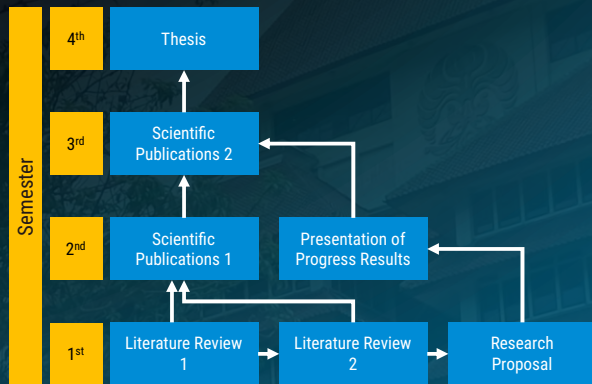 Semester
4th
Thesis
3rd
Scientific
Publications 2
2nd
Scientific
Publications 1
Presentation of
Progress Results
1st
Literature Review
1
Literature Review
2
Research
Proposal